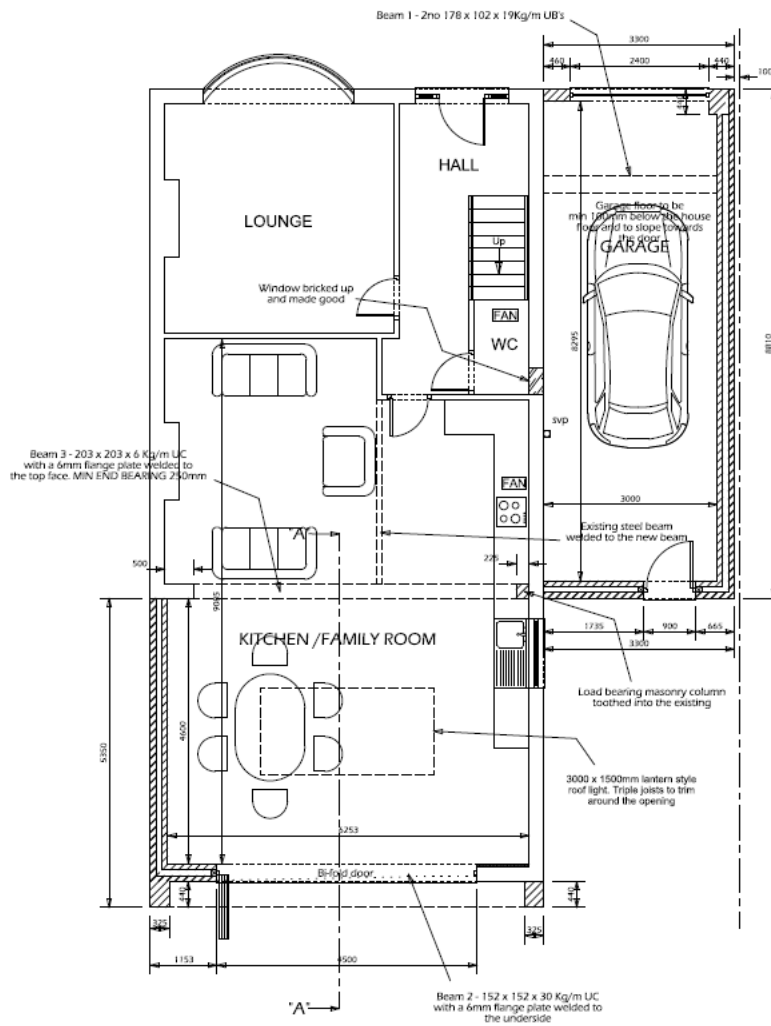 Beam 1 - 2no 178 x 102 x 19Kg/m UB's
3300
460
2400
440
100
440
HALL
LOUNGE
Garage floor to be
min 100mm below the house
floor and to slope towards
the door
GARAGE
Up
Window bricked up
and made good
FAN
WC
8295
8810
svp
Beam 3 - 203 x 203 x 6 Kg/m UC
with a 6mm flange plate welded to
the top face. MIN END BEARING 250mm
FAN
"A"
Existing steel beam
welded to the new beam
500
225
9045
3000
KITCHEN /FAMILY ROOM
1735
900
665
3300
Load bearing masonry column
toothed into the existing
5350
4600
3000 x 1500mm lantern style
roof light. Triple joists to trim
around the opening
6253
Bi-fold door
440
440
325
325
1153
4500
"A"
Beam 2 - 152 x 152 x 30 Kg/m UC
with a 6mm flange plate welded to
the underside